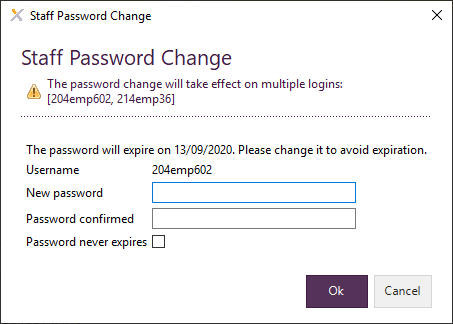 Staff Password Change
Staff Password Change
The password change will take effect on multiple logins:
[204emp602, 214emp36]
The password will expire on 13/09/2020. Please change it to avoid expiration.
Username 204emp602
New password
Password confirmed
Password never expires
Ok Cancel